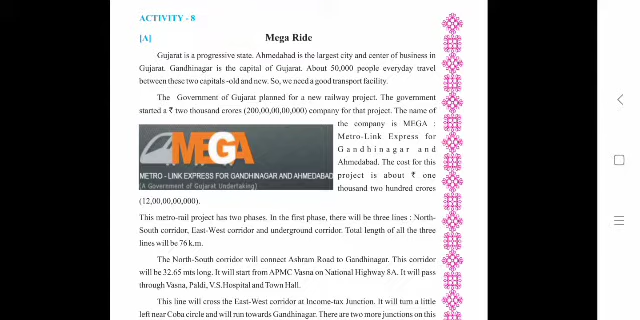 ACTIVITY - 8
[A]
Mega Ride
Gujarat is a progressive state. Ahmedabad is the largest city and center of business in
Gujarat. Gandhinagar is the capital of Gujarat. About 50,000 people everyday travel
between these two capitals-old and new. So, we need a good transport facility.
The Government of Gujarat planned for a new railway project. The government
started a ₹ two thousand crores (200,00,00,00,000) company for that project. The name of
the company is MEGA :
Metro-Link Express for
Gandhinagar and
Ahmedabad. The cost for this
project is about ₹ one
thousand two hundred crores
MEGA
METRO - LINK EXPRESS FOR GANDHINAGAR AND AHMEDABAD
(A Government of Gujarat Undertaking)
(12,00,00,00,000).
This metro-rail project has two phases. In the first phase, there will be three lines : North-
South corridor, East-West corridor and underground corridor. Total length of all the three
lines will be 76 k.m.
The North-South corridor will connect Ashram Road to Gandhinagar. This corridor
will be 32.65 mts long. It will start from APMC Vasna on National Highway 8A. It will pass
through Vasna, Paldi, V.S. Hospital and Town Hall.
This line will cross the East-West corridor at Income-tax Junction. It will turn a little
left near Coba circle and will run towards Gandhinagar. There are two more junctions on this